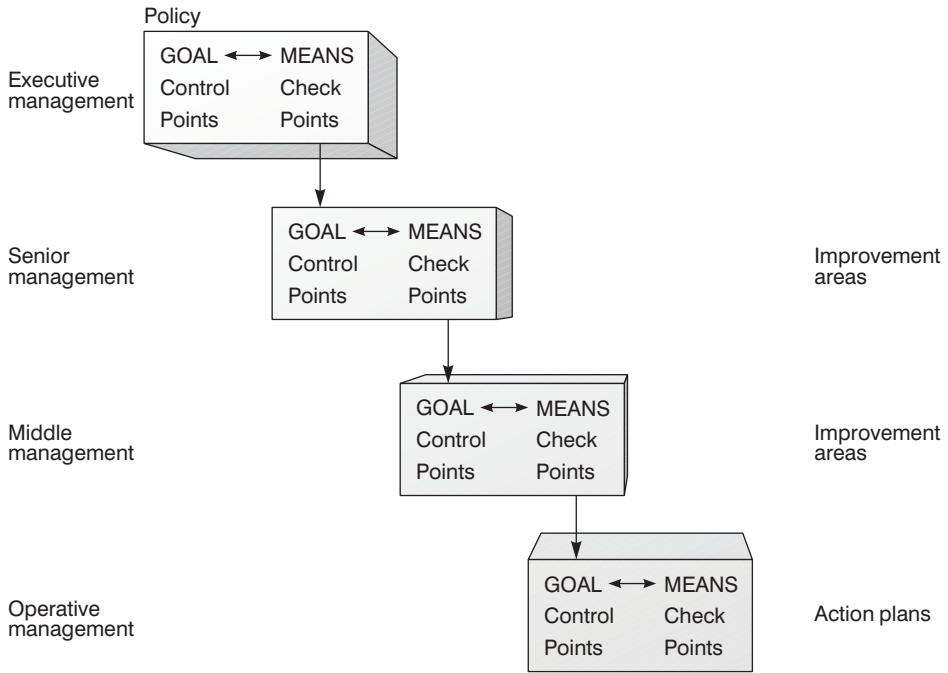 Policy
GOAL MEANS
Executive
management
Control Check
Points Points
GOAL MEANS
Senior
management
Control Check
Points Points
Improvement
areas
GOAL MEANS
Middle
management
Control Check
Points Points
Improvement
areas
GOAL MEANS
Operative
management
Control Check
Points Points
Action plans